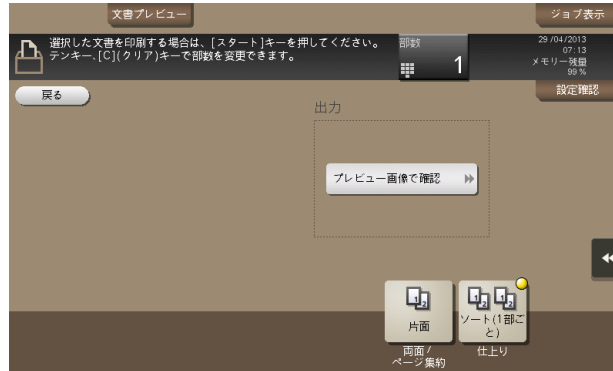 文書プレビュー
ジョブ表示
選択した文書を印刷する場合は、[スタート]キーを押してください。
テンキー、[C](クリア)キーで部数を変更できます。
部数
1
29/04/2013
07:13
メモリー残量
99 %
戻る
設定確認
出力
プレビュー画像で確認
片面
ソート(1部ご
と)
両面/
ページ集約
仕上り